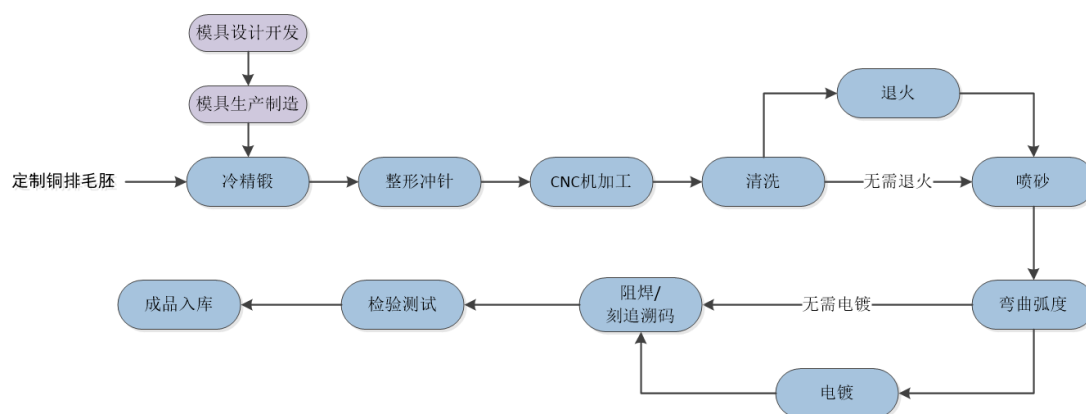 模具设计开发
模具生产制造
退火
定制铜排毛胚
冷精锻
整形冲针
CNC机加工
清洗
无需退火
喷砂
成品入库
检验测试
阻焊/
刻追溯码
无需电镀
弯曲弧度
电镀